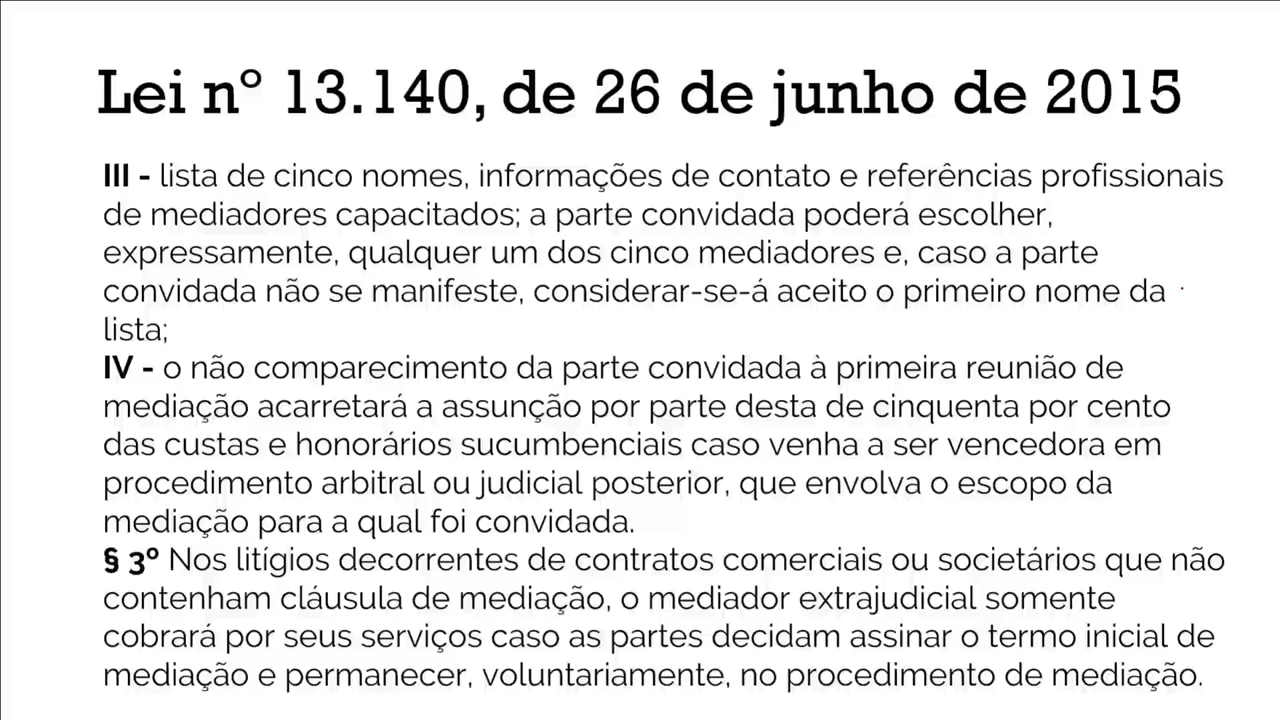 Lei nº 13.140, de 26 de junho de 2015
III - lista de cinco nomes, informações de contato e referências profissionais
de mediadores capacitados; a parte convidada poderá escolher,
expressamente, qualquer um dos cinco mediadores e, caso a parte
convidada não se manifeste, considerar-se-á aceito o primeiro nome da
lista;
IV - o não comparecimento da parte convidada à primeira reunião de
mediação acarretará a assunção por parte desta de cinquenta por cento
das custas e honorários sucumbenciais caso venha a ser vencedora em
procedimento arbitral ou judicial posterior, que envolva o escopo da
mediação para a qual foi convidada.
§ 3º Nos litígios decorrentes de contratos comerciais ou societários que não
contenham cláusula de mediação, o mediador extrajudicial somente
cobrará por seus serviços caso as partes decidam assinar o termo inicial de
mediação e permanecer, voluntariamente, no procedimento de mediação.